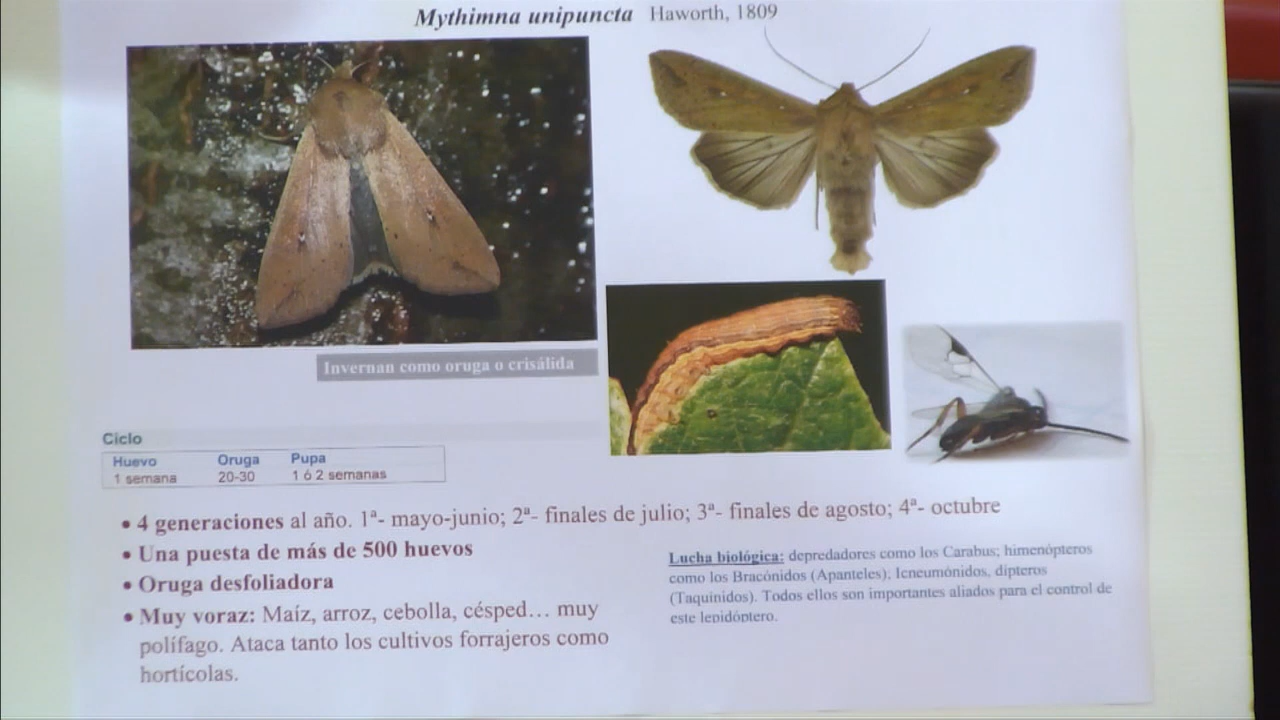 Mythimna unipuncta Haworth, 1809
Invernan como oruga o crisálida
Ciclo
Huevo Oruga Pupa
1 semana 20-30 1 ó 2 semanas
• 4 generaciones al año. 1ª- mayo-junio; 2ª- finales de julio; 3ª- finales de agosto; 4ª- octubre
• Una puesta de más de 500 huevos
• Oruga desfoliadora
• Muy voraz: Maíz, arroz, cebolla, césped… muy
polífago. Ataca tanto los cultivos forrajeros como
hortícolas.
Lucha biológica: depredadores como los Carabus; himenópteros
como los Bracónidos (Apanteles), Icneumónidos, dípteros
(Taquínidos). Todos ellos son importantes aliados para el control de
este lepidóptero.